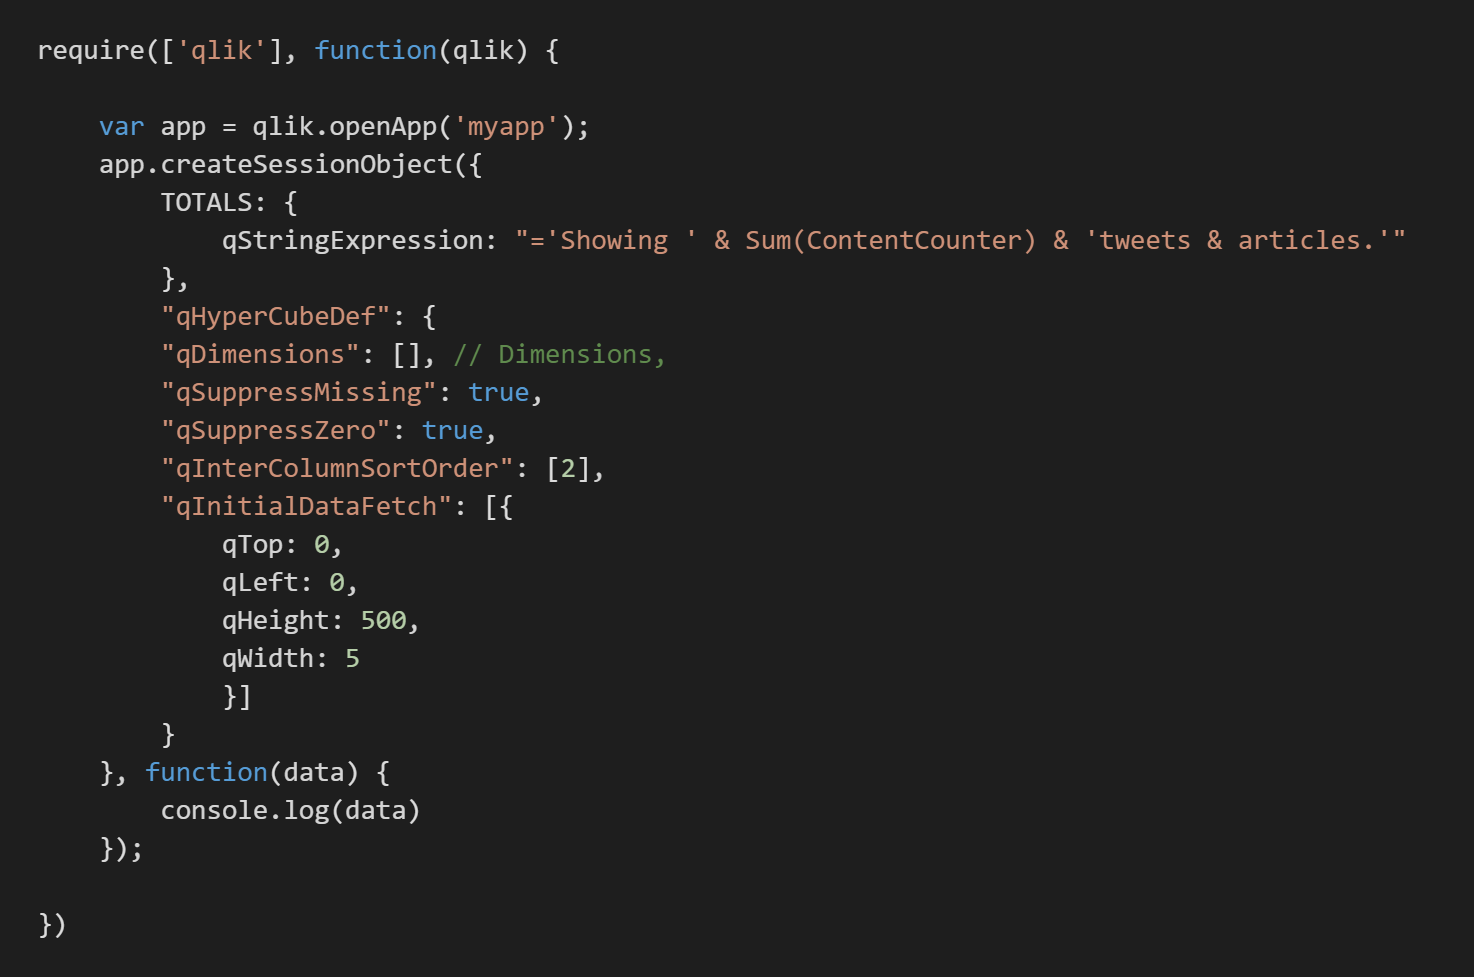 require(['qlik'], function(qlik) {
var app = qlik.openApp('myapp');
app.createSessionObject({
TOTALS: {
qStringExpression: "='Showing ' & Sum(ContentCounter) & 'tweets & articles.'"
},
"qHyperCubeDef": {
"qDimensions": [], // Dimensions,
"qSuppressMissing": true,
"qSuppressZero": true,
"qInterColumnSortOrder": [2],
"qInitialDataFetch": [{
qTop: 0,
qLeft: 0,
qHeight: 500,
qWidth: 5
}]
}
}, function(data) {
console.log(data)
});
})